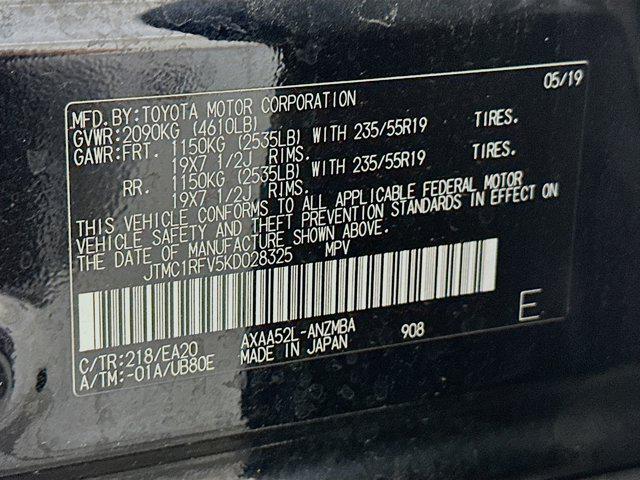 MFD.BY:TOYOTA MOTOR CORPORATION 05/19
GVWR:2090KG (4610LB)
GAWR:FRT. 1150KG (2535LB) WITH 235/55R19 TIRES.
19X7 1/2J RIMS.
RR. 1150KG (2535LB) WITH 235/55R19 TIRES.
19X7 1/2J RIMS.
THIS VEHICLE CONFORMS TO ALL APPLICABLE FEDERAL MOTOR
VEHICLE SAFETY AND THEFT PREVENTION STANDARDS IN EFFECT ON
THE DATE OF MANUFACTURE SHOWN ABOVE.
JTMC1RFV5KD028325 MPV
E
C/TR:218/EA20 AXAA52L-ANZMBA 908
A/TM:-01A/UB80E MADE IN JAPAN